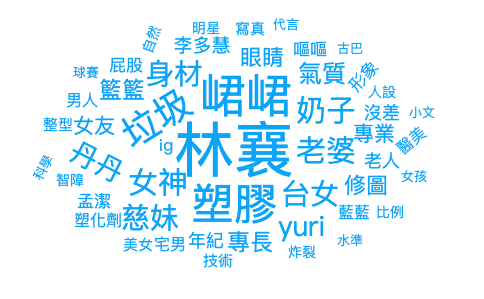 明星 寫真 代言
自然 李多慧 眼睛 嘔嘔 古巴
球賽 屁股 身材 峮峮 氣質 形象
籃籃 奶子 人設
男人 垃圾 沒差 小文
整型 女友 ig 林襄 老婆 專業 醫美
丹丹 老人
科學 智障 女神 塑膠 台女 修圖 女孩
孟潔 慈妹 藍藍 比例
塑化劑 yuri
美女 宅男 年紀 專長 水準
技術 炸裂